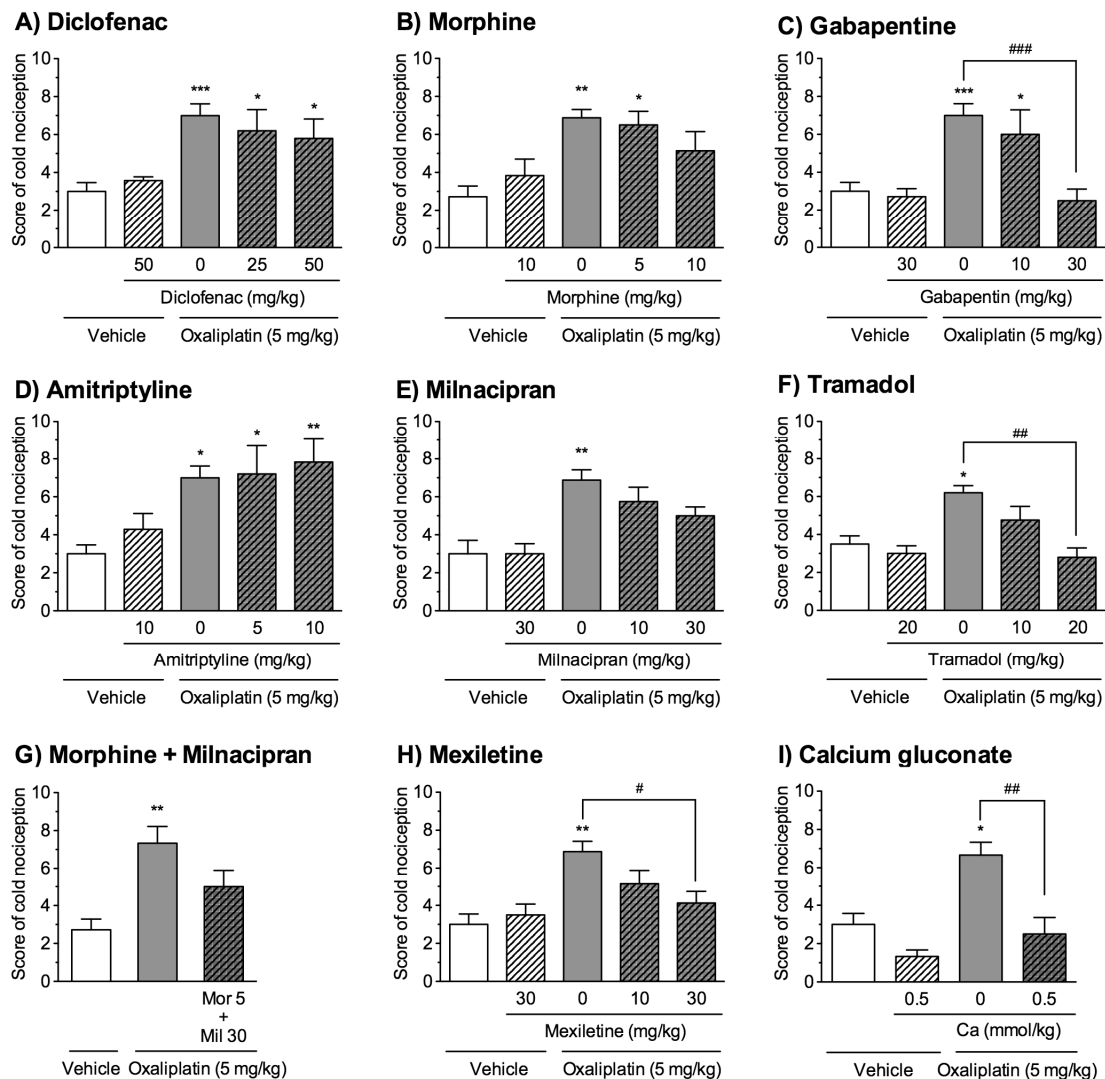 A) Diclofenac
Score of cold nociception
10
8
6
4
2
0
***
*
*
50 0 25 50
Diclofenac (mg/kg)
Vehicle Oxaliplatin (5 mg/kg)
B) Morphine
Score of cold nociception
10
8
6
4
2
0
**
*
10 0 5 10
Morphine (mg/kg)
Vehicle Oxaliplatin (5 mg/kg)
C) Gabapentine
Score of cold nociception
10
8
6
4
2
0
###
***
*
30 0 10 30
Gabapentin (mg/kg)
Vehicle Oxaliplatin (5 mg/kg)
D) Amitriptyline
Score of cold nociception
10
8
6
4
2
0
*
*
**
10 0 5 10
Amitriptyline (mg/kg)
Vehicle Oxaliplatin (5 mg/kg)
E) Milnacipran
Score of cold nociception
10
8
6
4
2
0
**
30 0 10 30
Milnacipran (mg/kg)
Vehicle Oxaliplatin (5 mg/kg)
F) Tramadol
Score of cold nociception
10
8
6
4
2
0
##
*
20 0 10 20
Tramadol (mg/kg)
Vehicle Oxaliplatin (5 mg/kg)
G) Morphine + Milnacipran
Score of cold nociception
10
8
6
4
2
0
**
Mor 5
+
Mil 30
Vehicle Oxaliplatin (5 mg/kg)
H) Mexiletine
Score of cold nociception
10
8
6
4
2
0
#
**
30 0 10 30
Mexiletine (mg/kg)
Vehicle Oxaliplatin (5 mg/kg)
I) Calcium gluconate
Score of cold nociception
10
8
6
4
2
0
##
*
0.5 0 0.5
Ca (mmol/kg)
Vehicle Oxaliplatin (5 mg/kg)